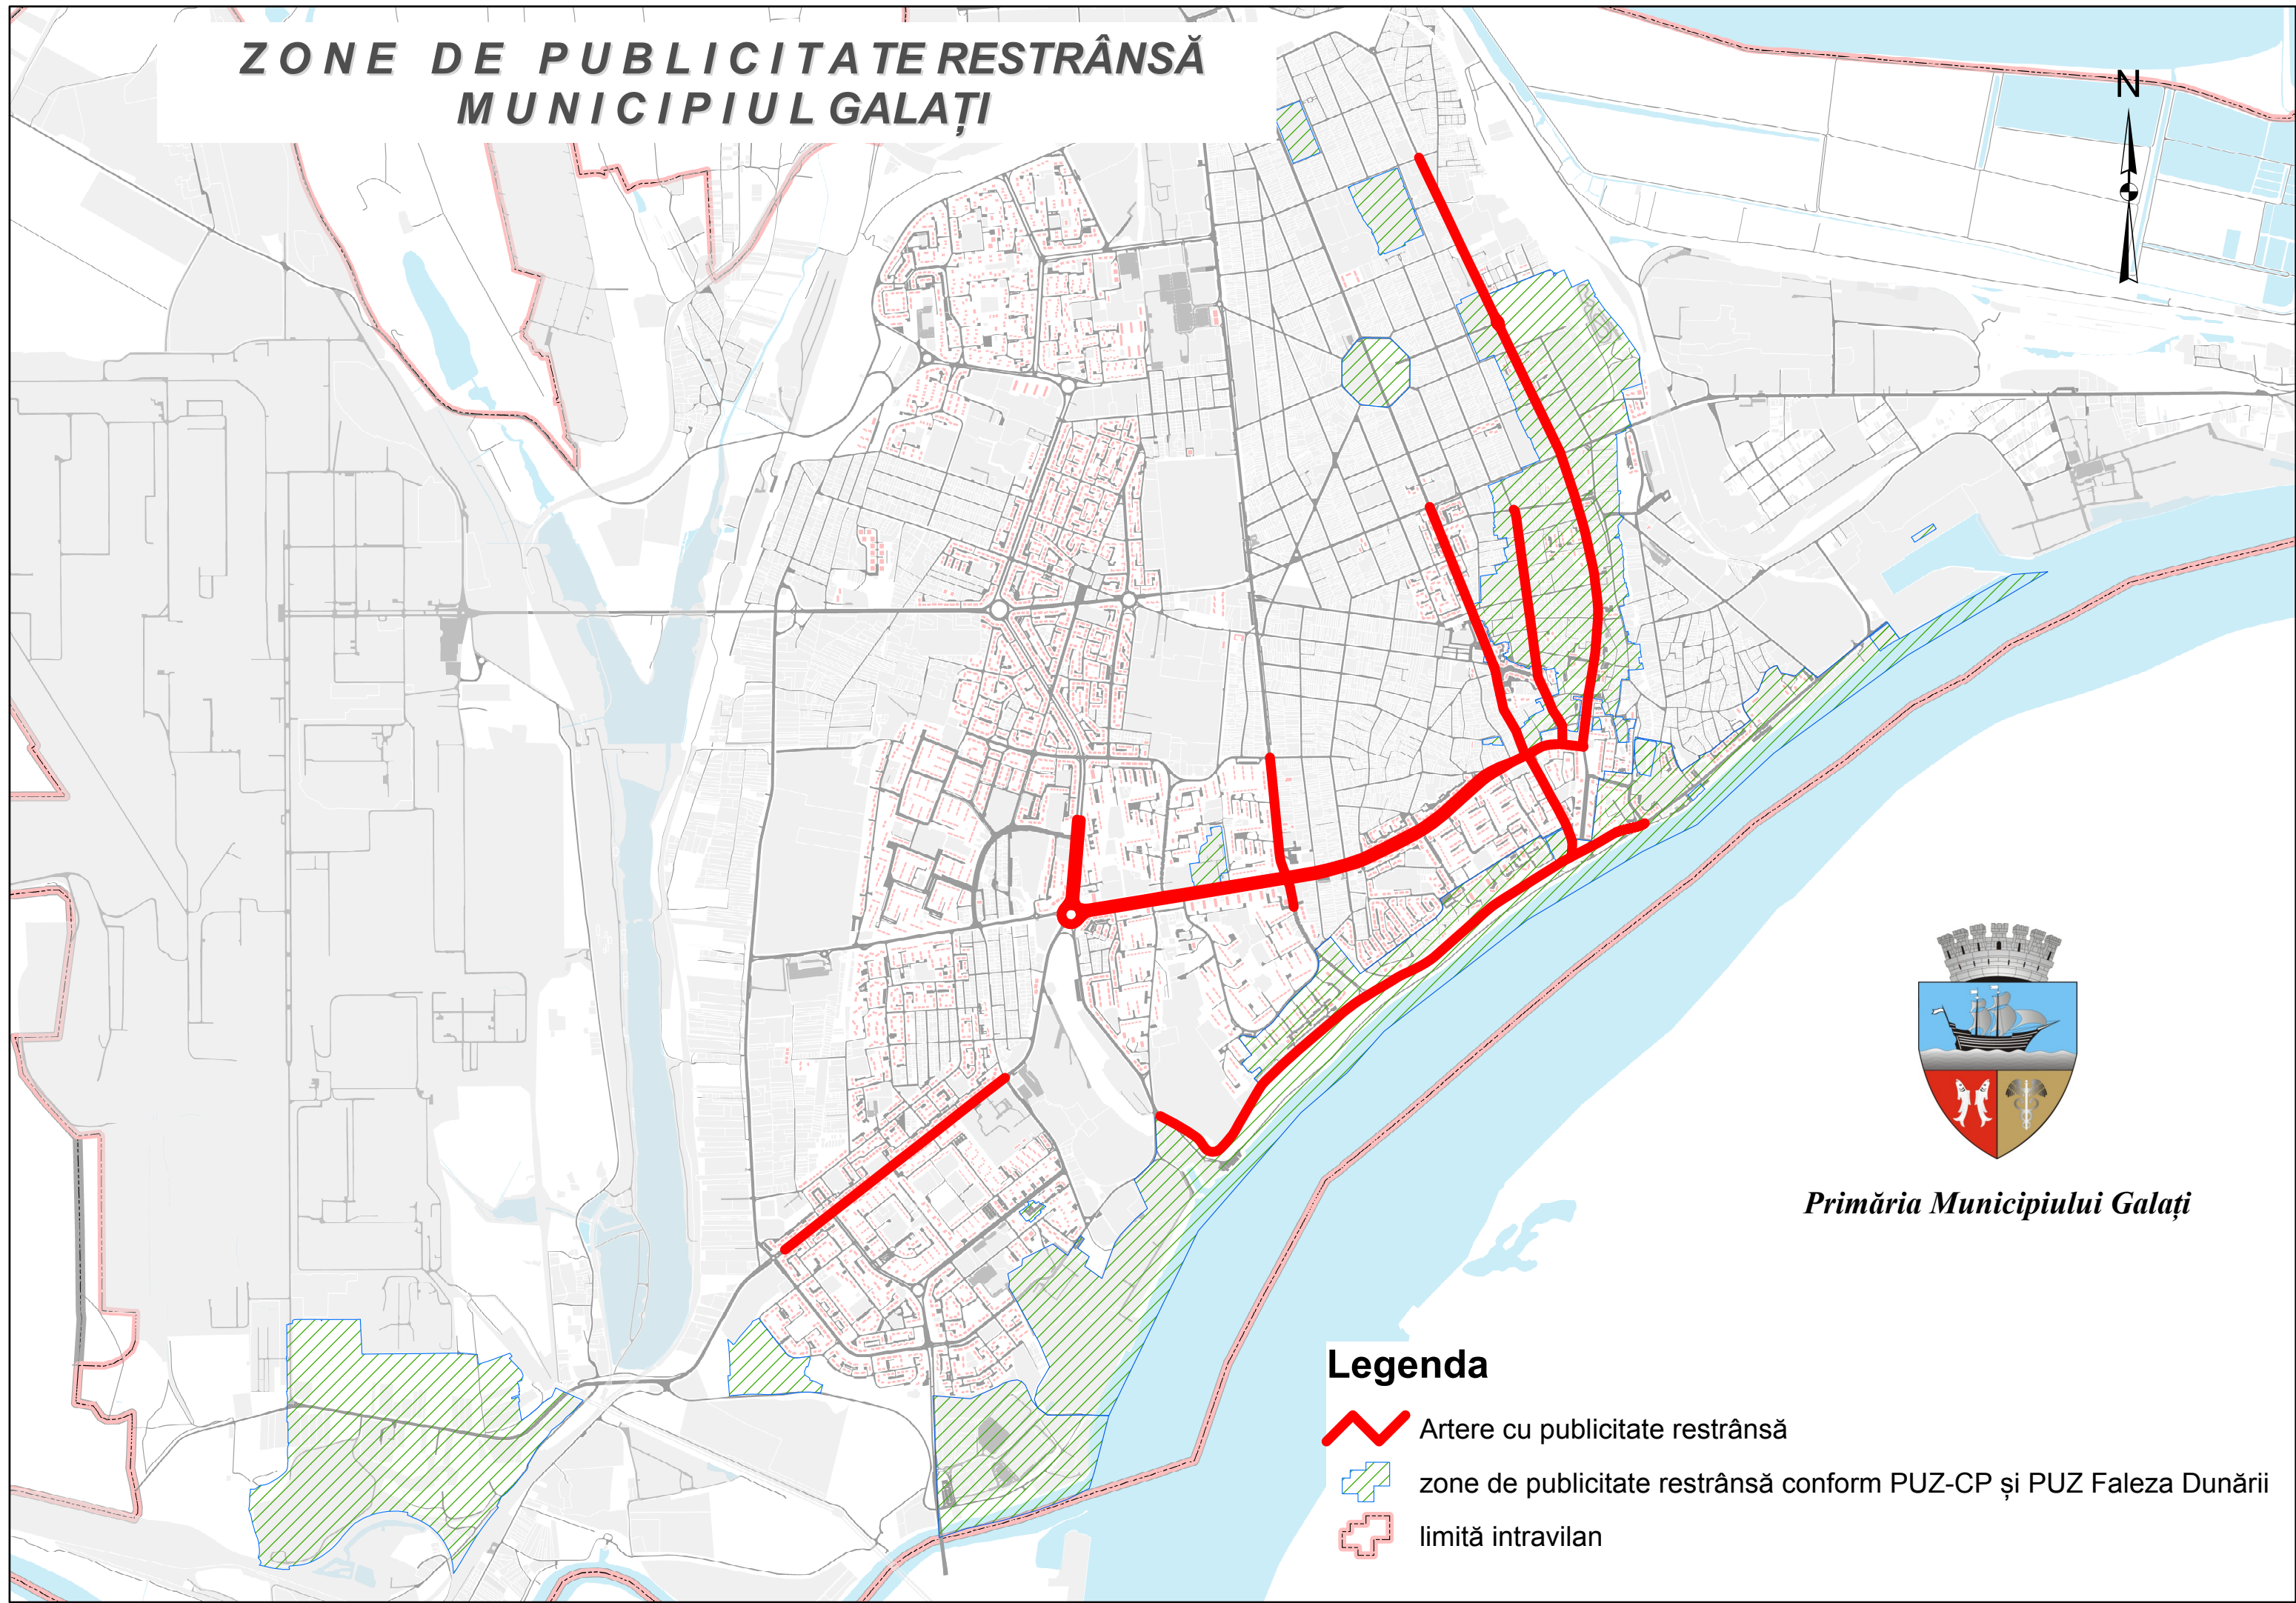 ZONE DE PUBLICITATE RESTRÂNSĂ
MUNICIPIUL GALAȚI
N
Primăria Municipiului Galați
Legenda
Artere cu publicitate restrânsă
zone de publicitate restrânsă conform PUZ-CP și PUZ Faleza Dunării
limită intravilan